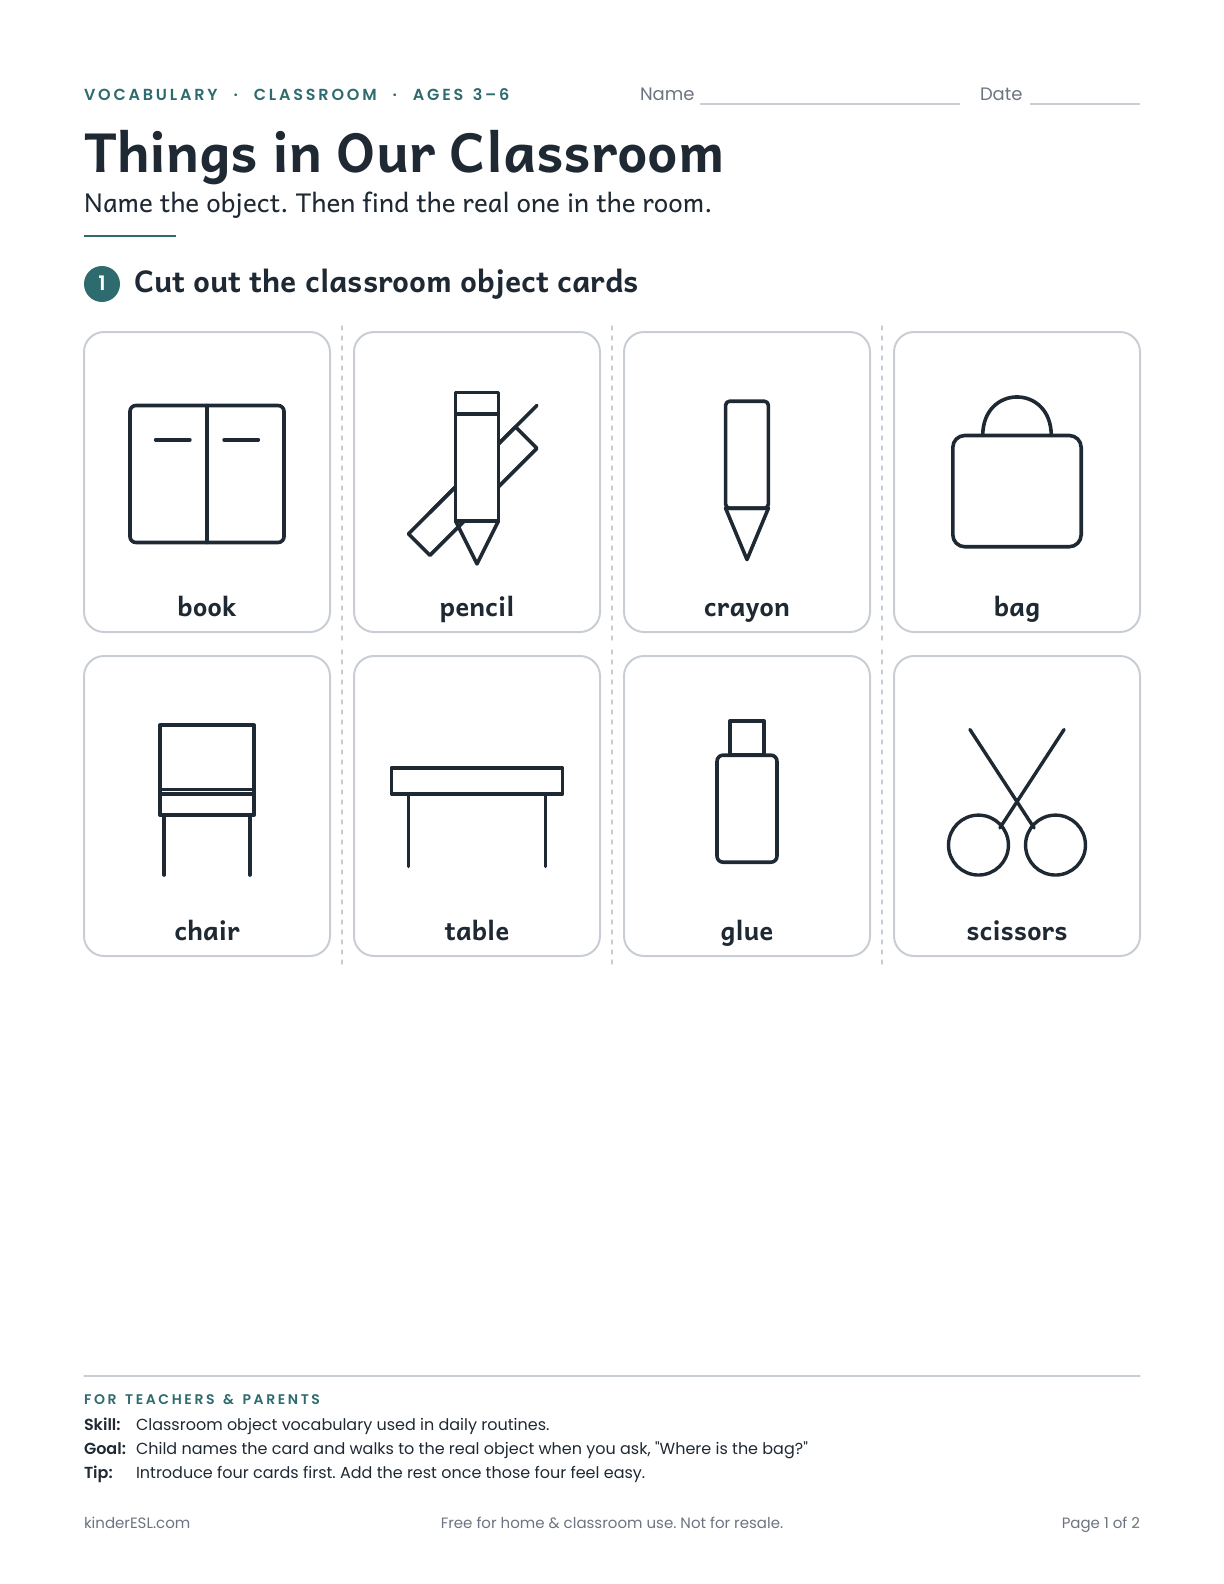 VOCABULARY · CLASSROOM · AGES 3–6 Name Date
Things in Our Classroom
Name the object. Then find the real one in the room.
1 Cut out the classroom object cards
book pencil crayon bag
chair table glue scissors
FOR TEACHERS & PARENTS
Skill: Classroom object vocabulary used in daily routines.
Goal: Child names the card and walks to the real object when you ask, "Where is the bag?"
Tip: Introduce four cards first. Add the rest once those four feel easy.
kinderESL.com Free for home & classroom use. Not for resale. Page 1 of 2